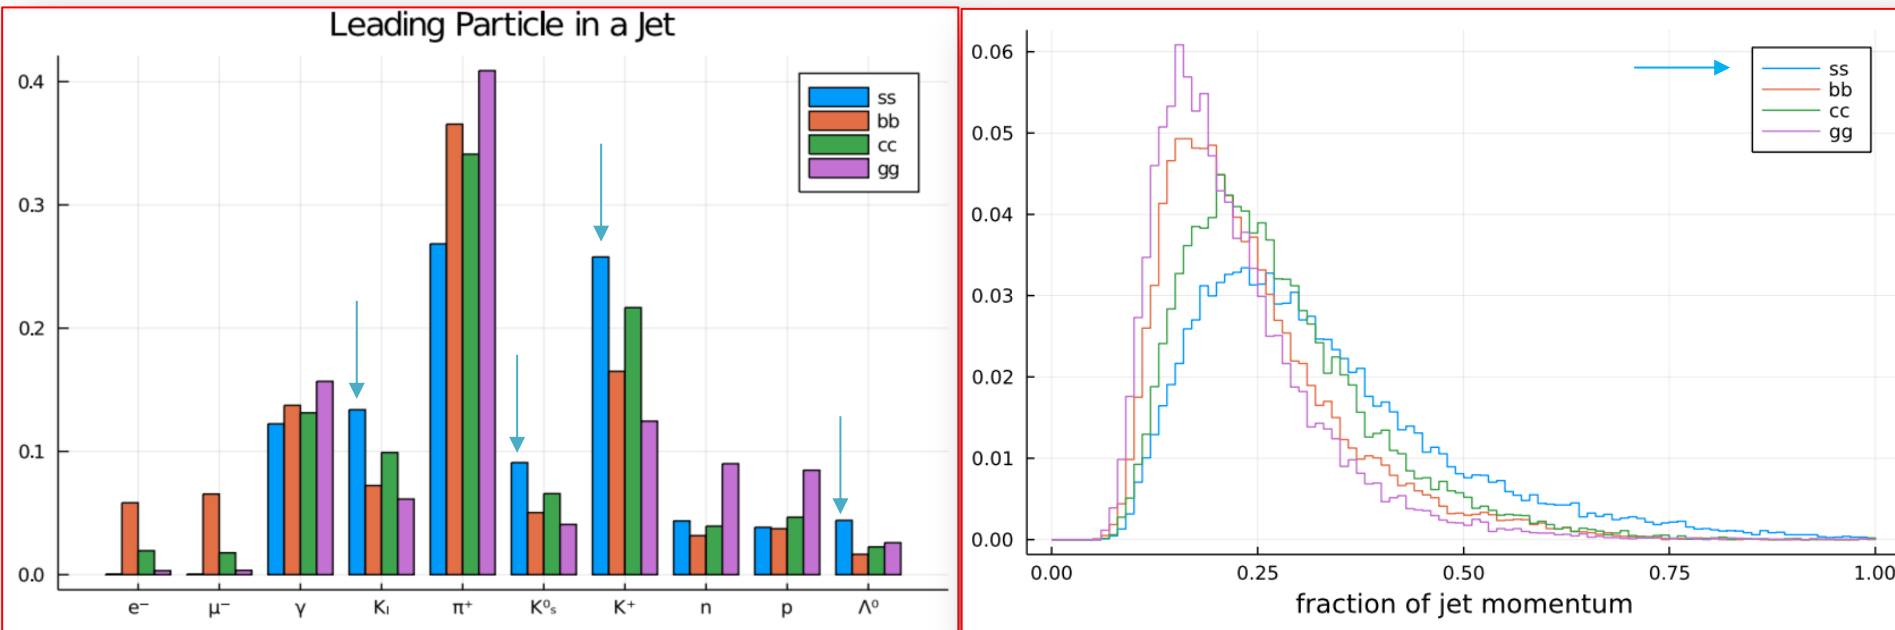 Leading Particle in a Jet
0.4
0.3
0.2
0.1
0.0
ss
bb
cc
gg
e⁻ μ⁻ γ Kₗ π⁺ K⁰ₛ K⁺ n p Λ⁰
0.06
0.05
0.04
0.03
0.02
0.01
0.00
ss
bb
cc
gg
0.00 0.25 0.50 0.75 1.00
fraction of jet momentum